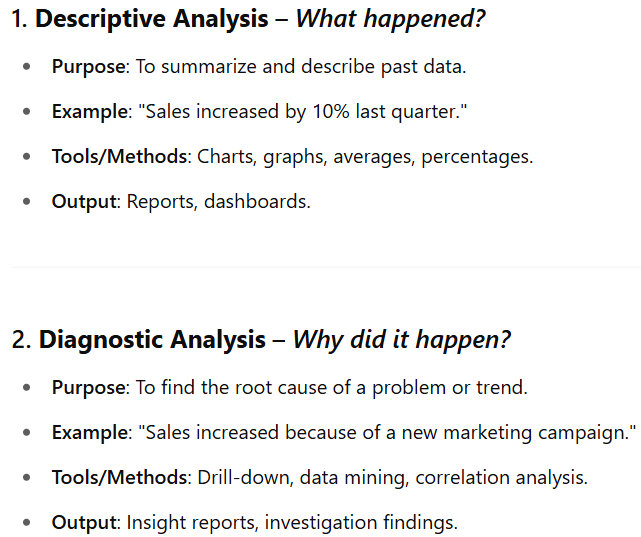 1. Descriptive Analysis – What happened?
• Purpose: To summarize and describe past data.
• Example: "Sales increased by 10% last quarter."
• Tools/Methods: Charts, graphs, averages, percentages.
• Output: Reports, dashboards.
2. Diagnostic Analysis – Why did it happen?
• Purpose: To find the root cause of a problem or trend.
• Example: "Sales increased because of a new marketing campaign."
• Tools/Methods: Drill-down, data mining, correlation analysis.
• Output: Insight reports, investigation findings.